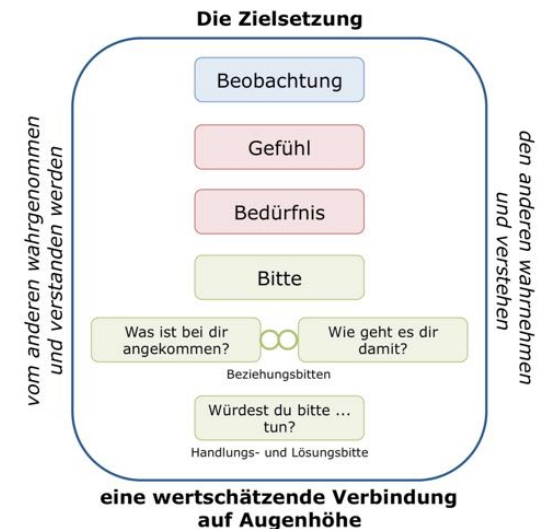 Die Zielsetzung
vom anderen wahrgenommen
und verstanden werden
Beobachtung
Gefühl
Bedürfnis
Bitte
Was ist bei dir
angekommen?
Wie geht es dir
damit?
Beziehungsbitten
Würdest du bitte ...
tun?
Handlungs- und Lösungsbitte
den anderen wahrnehmen
und verstehen
eine wertschätzende Verbindung
auf Augenhöhe